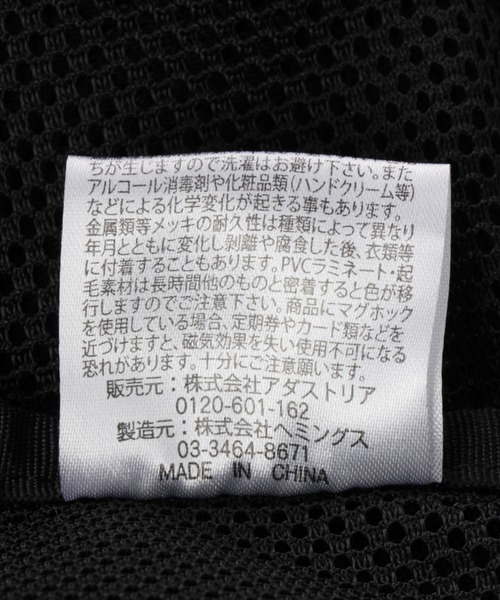 ちが生じますので洗濯はお避け下さい。また
アルコール消毒剤や化粧品類(ハンドクリーム等)
などによる化学変化が起きる事もあります。
金属類等メッキの耐久性は種類によって異なり
年月とともに変化し剥離や腐食した後、衣類等
に付着することもあります。PVCラミネート・起
毛素材は長時間他のものと密着すると色が移
行しますのでご注意下さい。商品にマグホック
を使用している場合、定期券やカード類などを
近づけますと、磁気効果を失い使用不可になる
恐れがあります。十分にご注意願います。
販売元:株式会社アダストリア
0120-601-162
製造元:株式会社ヘミングス
03-3464-8671
MADE IN CHINA